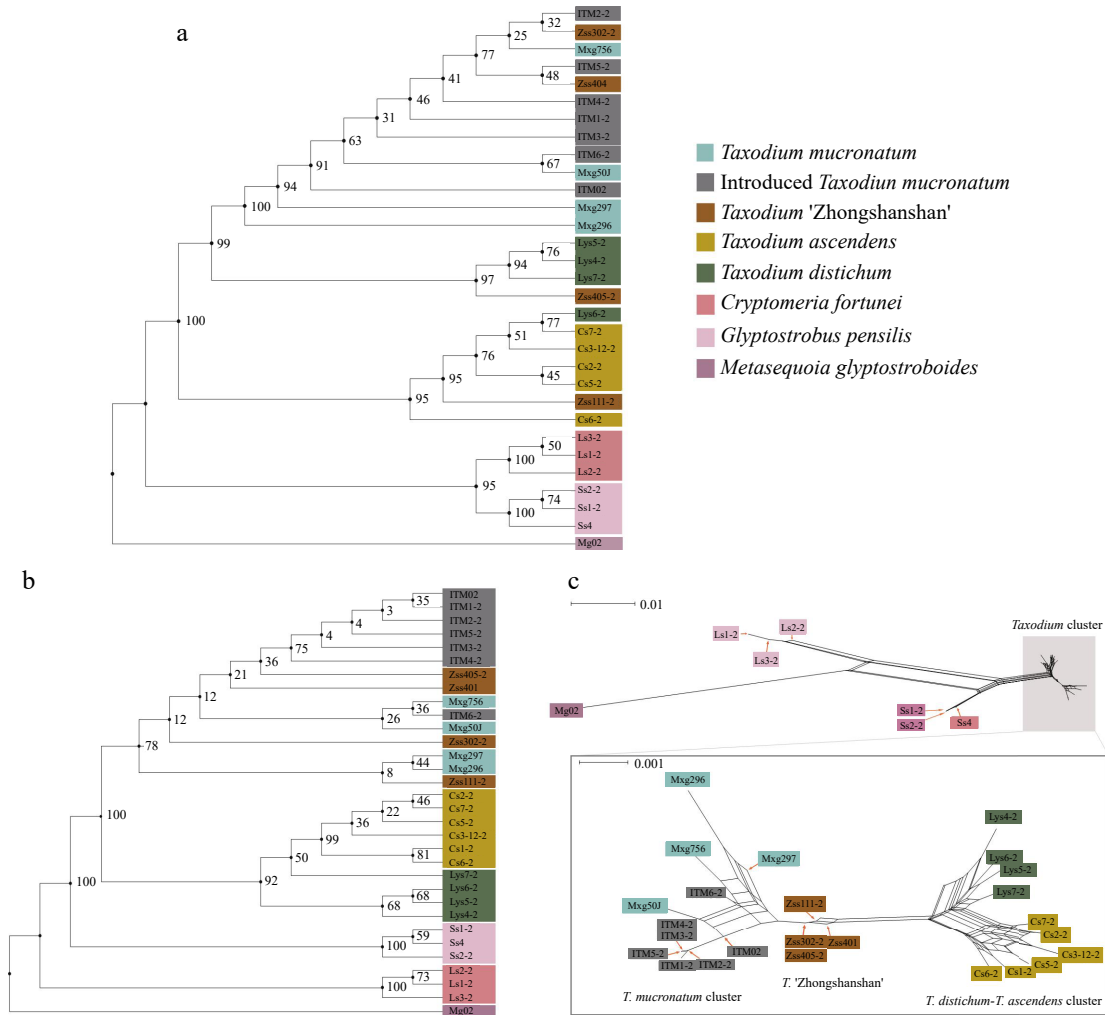 a
ITM2-2
32
Zss302-2
25
Mxg756
77
ITM5-2
48
Zss404
41
ITM4-2
46
ITM1-2
31
ITM3-2
63
ITM6-2
67
Mxg50J
91
ITM02
94
Mxg297
100
Mxg296
99
Lys5-2
76
Lys4-2
94
Lys7-2
97
Zss405-2
100
Lys6-2
77
Cs7-2
51
Cs3-12-2
76
Cs2-2
45
Cs5-2
95
Zss111-2
95
Cs6-2
Ls3-2
50
Ls1-2
100
Ls2-2
95
Ss2-2
74
Ss1-2
100
Ss4
Mg02
Taxodium mucronatum
Introduced Taxodiun mucronatum
Taxodium 'Zhongshanshan'
Taxodium ascendens
Taxodium distichum
Cryptomeria fortunei
Glyptostrobus pensilis
Metasequoia glyptostroboides
b
ITM02
35
ITM1-2
3
ITM2-2
4
ITM5-2
4
ITM3-2
75
ITM4-2
36
Zss405-2
21
Zss401
12
Mxg756
36
ITM6-2
26
Mxg50J
12
Zss302-2
78
Mxg297
44
Mxg296
8
Zss111-2
100
Cs2-2
46
Cs7-2
22
Cs5-2
36
Cs3-12-2
99
Cs1-2
81
Cs6-2
50
Lys7-2
92
Lys6-2
68
Lys5-2
68
Lys4-2
100
Ss1-2
59
Ss4
100
Ss2-2
Ls2-2
73
Ls1-2
100
Ls3-2
Mg02
c
0.01
Taxodium cluster
Ls1-2
Ls2-2
Ls3-2
Mg02
Ss1-2
Ss2-2
Ss4
0.001
Mxg296
Mxg756
Mxg297
ITM6-2
Mxg50J
ITM4-2
ITM3-2
ITM5-2
ITM1-2
ITM2-2
ITM02
Zss111-2
Zss302-2
Zss401
Zss405-2
Lys4-2
Lys6-2
Lys5-2
Lys7-2
Cs7-2
Cs2-2
Cs3-12-2
Cs5-2
Cs1-2
Cs6-2
T. mucronatum cluster
T. 'Zhongshanshan'
T. distichum-T. ascendens cluster